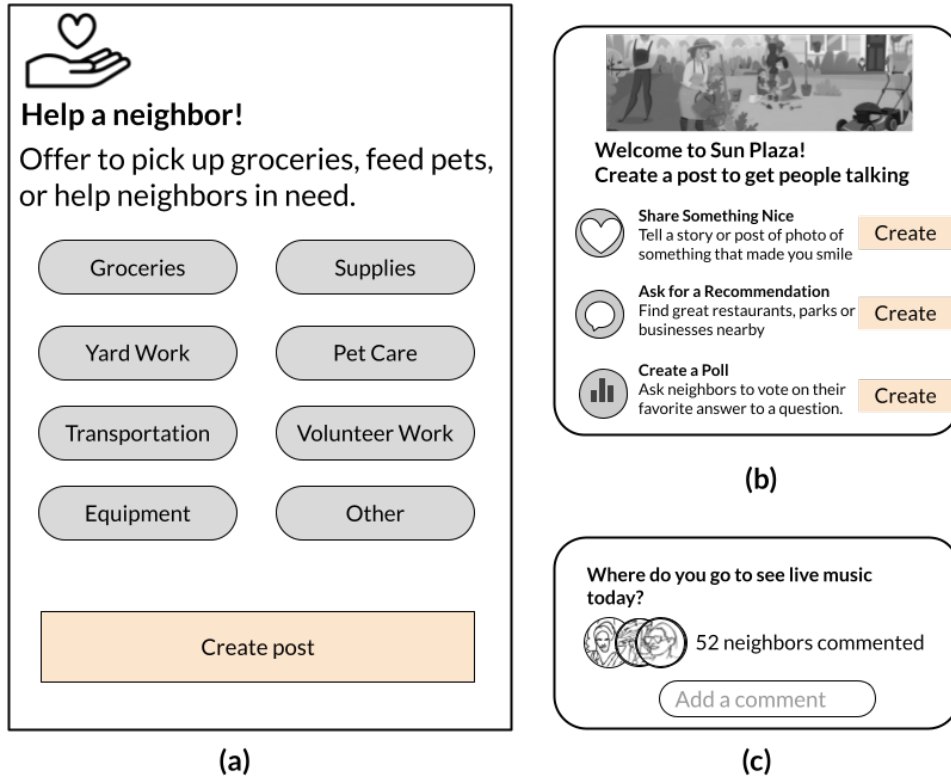 Help a neighbor!
Offer to pick up groceries, feed pets,
or help neighbors in need.
Groceries
Supplies
Yard Work
Pet Care
Transportation
Volunteer Work
Equipment
Other
Create post
(a)
Welcome to Sun Plaza!
Create a post to get people talking
Share Something Nice
Tell a story or post of photo of
something that made you smile
Create
Ask for a Recommendation
Find great restaurants, parks or
businesses nearby
Create
Create a Poll
Ask neighbors to vote on their
favorite answer to a question.
Create
(b)
Where do you go to see live music
today?
52 neighbors commented
Add a comment
(c)